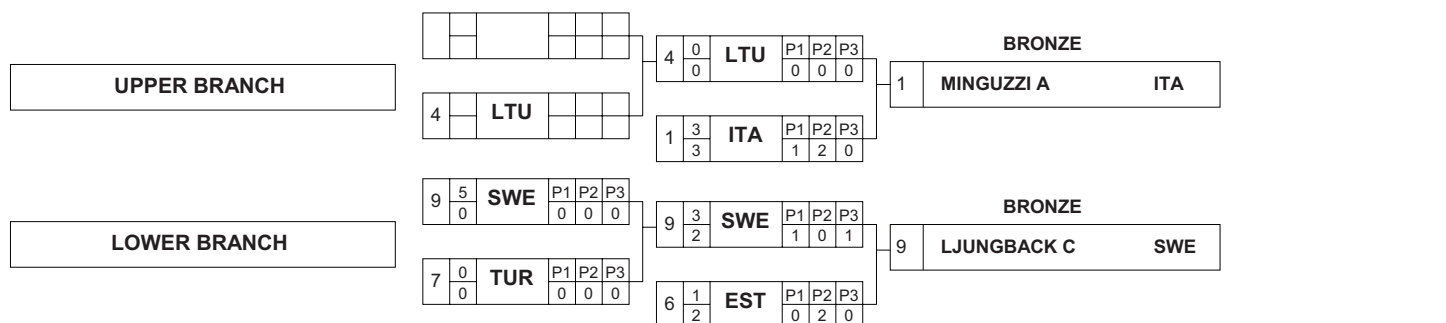 4 0 LTU P1 P2 P3
0 0 0 0
BRONZE
UPPER BRANCH
1 MINGUZZI A ITA
4 LTU
1 3 ITA P1 P2 P3
3 1 2 0
9 5 SWE P1 P2 P3
0 0 0 0
BRONZE
9 3 SWE P1 P2 P3
2 1 0 1
LOWER BRANCH
9 LJUNGBACK C SWE
7 0 TUR P1 P2 P3
0 0 0 0
6 1 EST P1 P2 P3
2 0 2 0